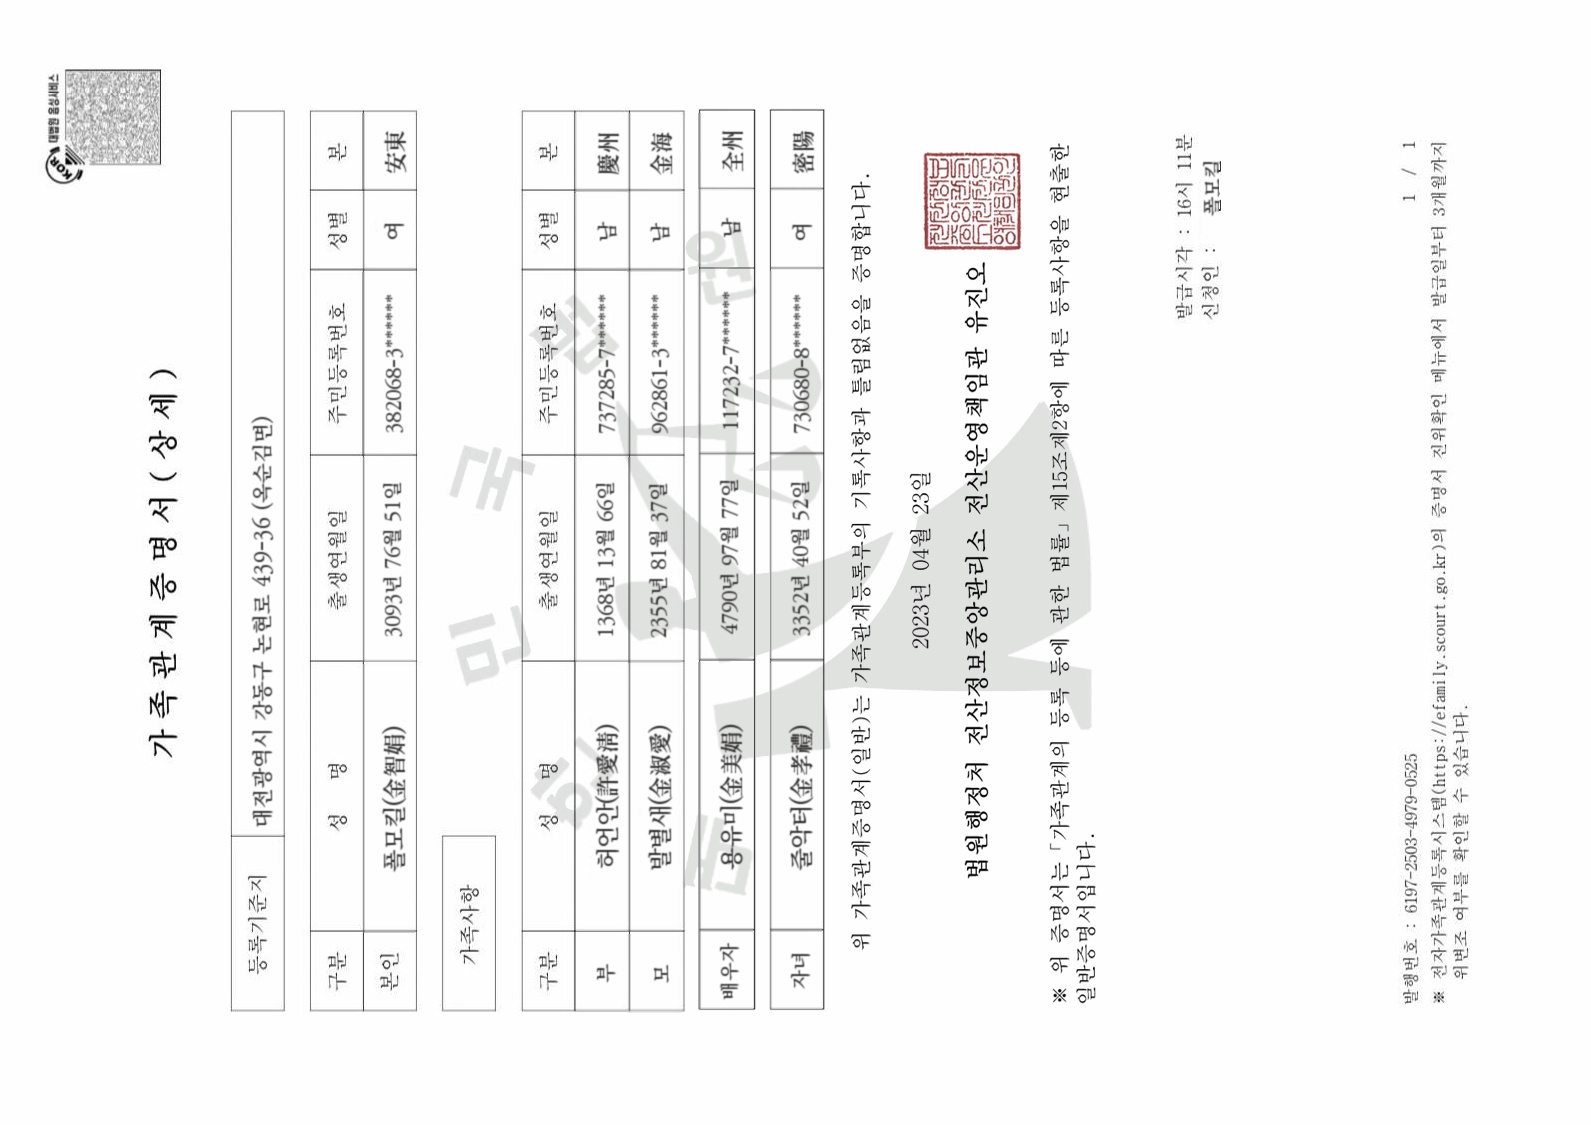 KOR 대법원 음성서비스
가족관계증명서(상세)
등록기준지 대전광역시 강동구 논현로 439-36 (옥순김면)
구분 성 명 출생연월일 주민등록번호 성별 본
본인 폴모킬(金智娟) 3093년 76월 51일 382068-3****** 여 安東
가족사항
구분 성 명 출생연월일 주민등록번호 성별 본
부 허언안(許愛淸) 1368년 13월 66일 737285-7****** 남 慶州
모 발별새(金淑愛) 2355년 81월 37일 962861-3****** 남 金海
배우자 용유미(金美娟) 4790년 97월 77일 117232-7****** 남 全州
자녀 줄악터(金孝禮) 3352년 40월 52일 730680-8****** 여 密陽
대한민국법원
위 가족관계증명서(일반)는 가족관계등록부의 기록사항과 틀림없음을 증명합니다.
2023년 04월 23일
법원행정처 전산정보중앙관리소 전산운영책임관 유진오
※ 위 증명서는「가족관계의 등록 등에 관한 법률」제15조제2항에 따른 등록사항을 현출한
일반증명서입니다.
발급시각 : 16시 11분
신청인 : 폴모킬
발행번호 : 6197-2503-4979-0525 1 / 1
※ 전자가족관계등록시스템(https://efamily.scourt.go.kr)의 증명서 진위확인 메뉴에서 발급일부터 3개월까지
위변조 여부를 확인할 수 있습니다.